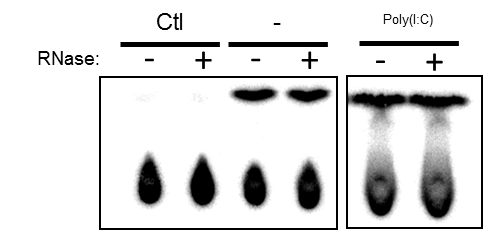 Ctl - Poly(I:C)
RNase: - + - + - +